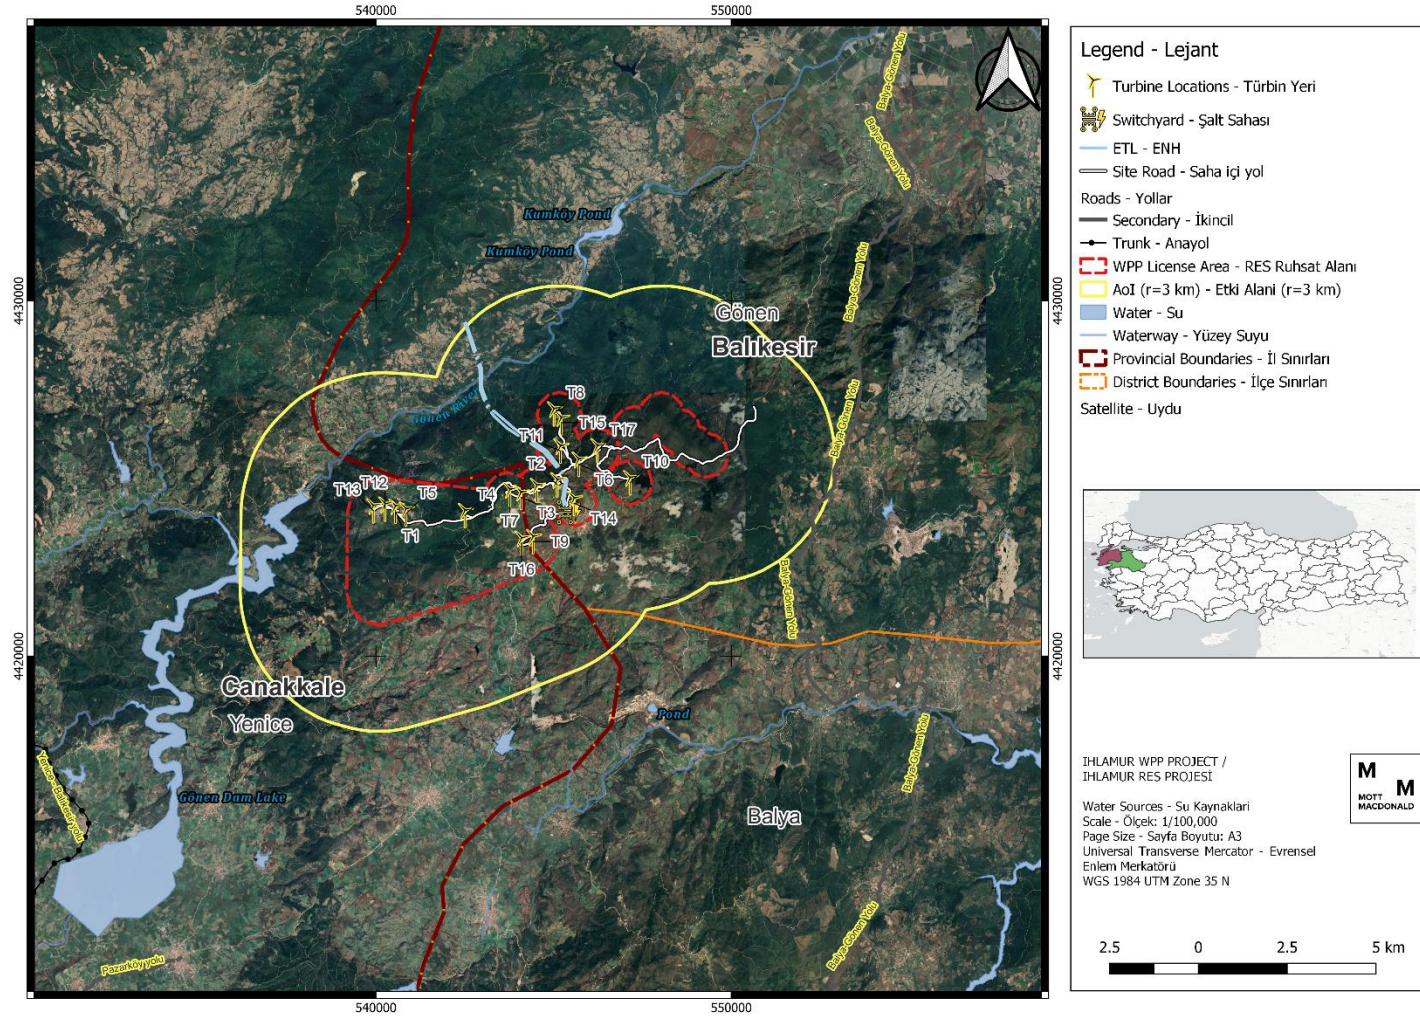 540000
550000
4430000
4430000
4420000
4420000
540000
550000
Balya-Gönen Yolu
Balya-Gönen Yolu
Balya-Gönen Yolu
Balya-Gönen Yolu
Balya-Gönen Yolu
Balya-Gönen Yolu
Balya-Gönen Yolu
Kumköy Pond
Kumköy Pond
Gönen
Balıkesir
Gönen River
T8
T15
T17
T11
T2
T10
T6
T13
T12
T5
T4
T1
T7
T3
T14
T9
T16
Canakkale
Yenice
Pond
Gönen Dam Lake
Yenice - Balıkesir yolu
Balya
Pazarköy yolu
Legend - Lejant
Turbine Locations - Türbin Yeri
Switchyard - Şalt Sahası
ETL - ENH
Site Road - Saha içi yol
Roads - Yollar
Secondary - İkincil
Trunk - Anayol
WPP License Area - RES Ruhsat Alanı
AoI (r=3 km) - Etki Alani (r=3 km)
Water - Su
Waterway - Yüzey Suyu
Provincial Boundaries - İl Sınırları
District Boundaries - İlçe Sınırları
Satellite - Uydu
IHLAMUR WPP PROJECT /
IHLAMUR RES PROJESİ
Water Sources - Su Kaynaklari
Scale - Ölçek: 1/100,000
Page Size - Sayfa Boyutu: A3
Universal Transverse Mercator - Evrensel
Enlem Merkatörü
WGS 1984 UTM Zone 35 N
M
M
MOTT
MACDONALD
2.5 0 2.5 5 km